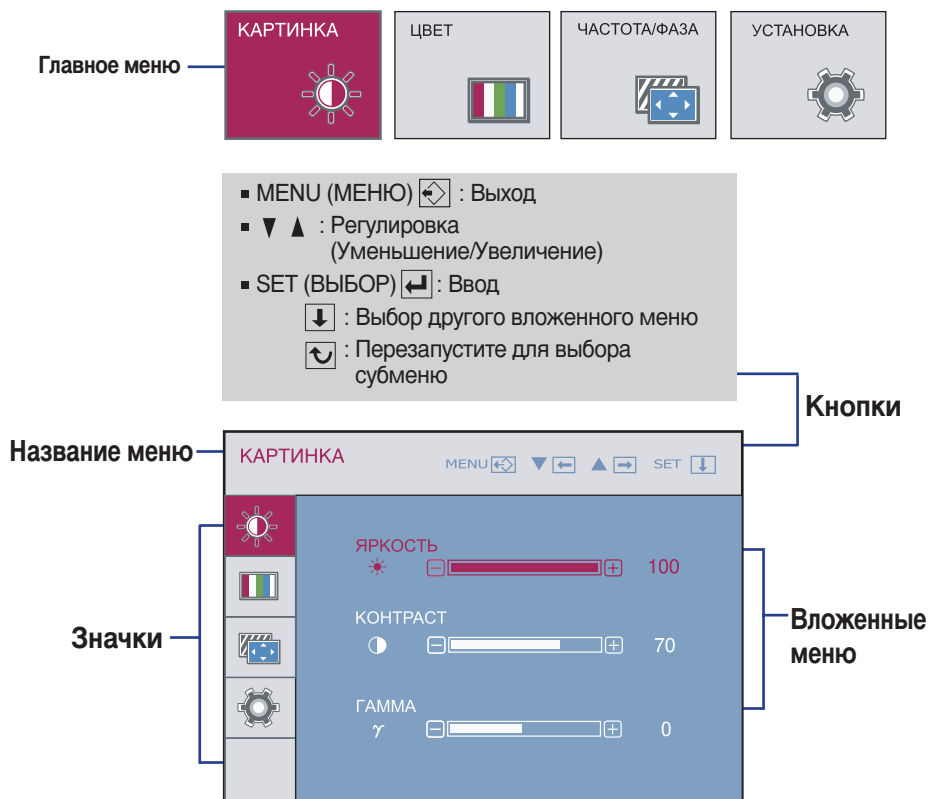 КАРТИНКА
ЦВЕТ
ЧАСТОТА/ФАЗА
УСТАНОВКА
Главное меню
MENU (МЕНЮ) : Выход
▼ ▲ : Регулировка
(Уменьшение/Увеличение)
SET (ВЫБОР) : Ввод
: Выбор другого вложенного меню
: Перезапустите для выбора
субменю
Кнопки
Название меню
КАРТИНКА
MENU ▼ ▲ SET
ЯРКОСТЬ
100
Значки
КОНТРАСТ
70
Вложенные
меню
ГАММА
γ 0